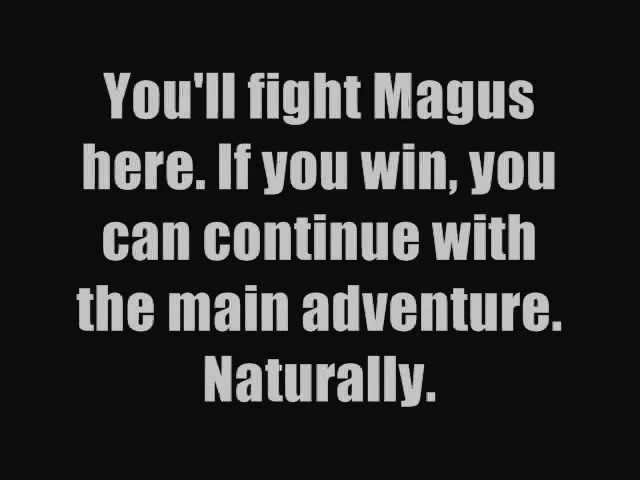 You'll fight Magus
here. If you win, you
can continue with
the main adventure.
Naturally.